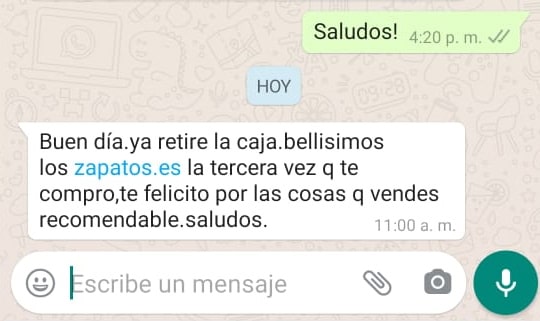 Saludos! 4:20 p. m.
HOY
Buen día.ya retire la caja.bellisimos
los zapatos.es la tercera vez q te
compro,te felicito por las cosas q vendes
recomendable.saludos. 11:00 a. m.
Escribe un mensaje